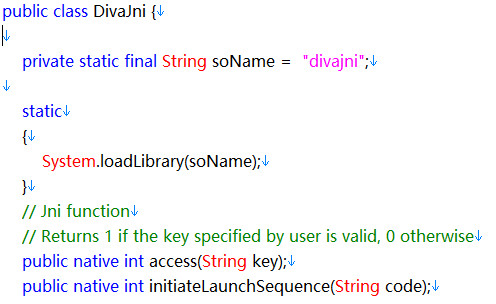 public class DivaJni {↓
↓
private static final String soName =  "divajni";↓
↓
static↓
{↓
System.loadLibrary(soName);↓
}↓
// Jni function↓
// Returns 1 if the key specified by user is valid, 0 otherwise↓
public native int access(String key);↓
public native int initiateLaunchSequence(String code);↓